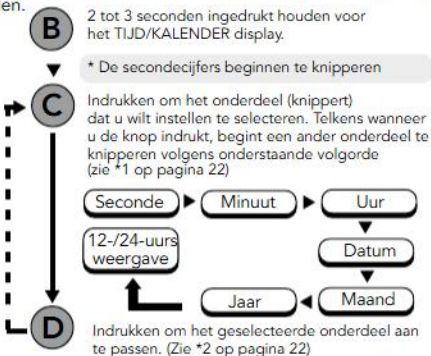 en.
B
2 tot 3 seconden ingedrukt houden voor
het TIJD/KALENDER display.
* De secondecijfers beginnen te knipperen
C
Indrukken om het onderdeel (knippert)
dat u wilt instellen te selecteren. Telkens wanneer
u de knop indrukt, begint een ander onderdeel te
knipperen volgens onderstaande volgorde
(zie *1 op pagina 22)
Seconde
Minuut
Uur
Datum
Maand
Jaar
12-/24-uurs
weergave
D
Indrukken om het geselecteerde onderdeel aan
te passen. (Zie *2 op pagina 22)